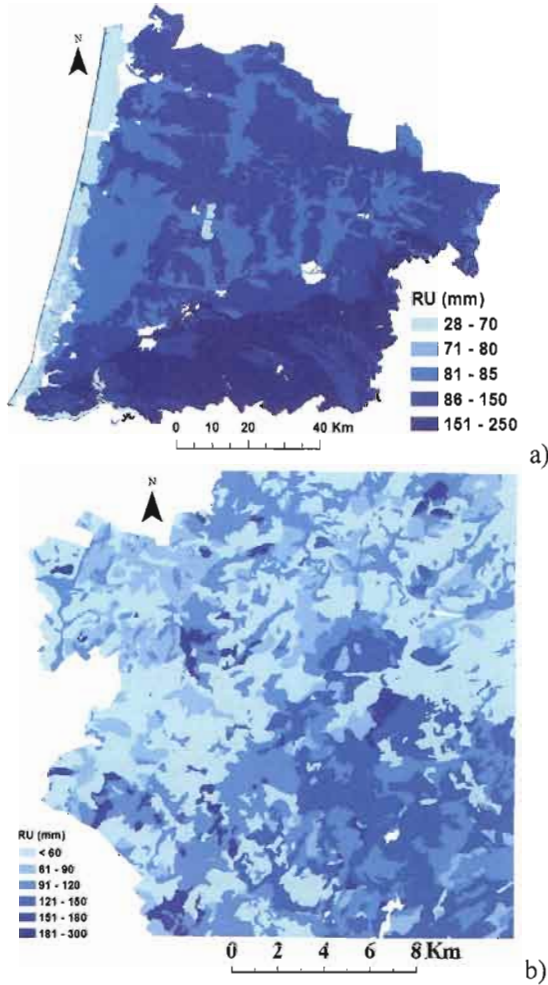 N
RU (mm)
28 - 70
71 - 80
81 - 85
86 - 150
151 - 250
0 10 20 40 Km
a)
N
RU (mm)
< 60
61 - 90
91 - 120
121 - 150
151 - 180
181 - 300
0 2 4 6 8 Km
b)